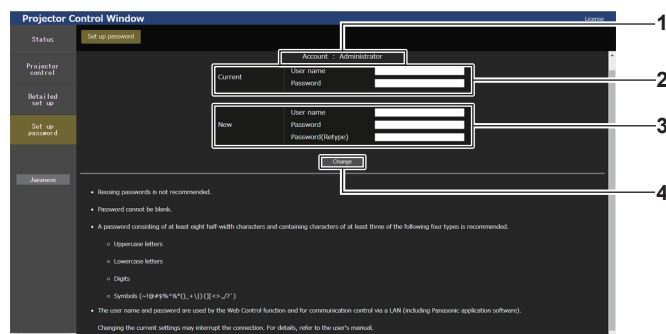 Projector Control Window
License
1
Status
Set up password
Account : Administrator
Projector
control
Current
User name
Password
2
Detailed
set up
Set up
password
New
User name
Password
Password(Retype)
3
Change
Japanese
4
• Reusing passwords is not recommended.
• Password cannot be blank.
• A password consisting of at least eight half-width characters and containing characters of at least three of the following four types is recommended.
○ Uppercase letters
○ Lowercase letters
○ Digits
○ Symbols (~!@#$%^&*()_+\|}{][<>.,/?`)
• The user name and password are used by the Web Control function and for communication control via a LAN (including Panasonic application software).
Changing the current settings may interrupt the connection. For details, refer to the user's manual.